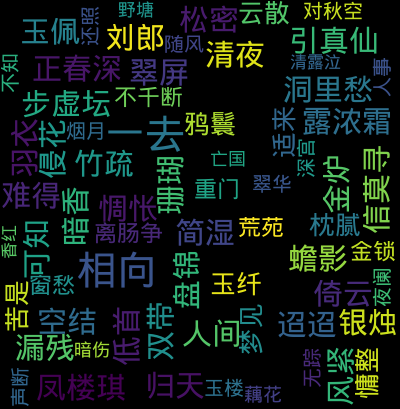 野塘
松密
云散
对秋空
玉佩
还照
刘郎
随风
清夜
引真仙
不知
正春深
翠屏
清露泣
人事
洞里愁
步虚坛
不千断
鸦鬟
羽衣
侵花
烟月
一去
适来
露浓霜
竹疏
珊瑚
亡国
深宫
金炉
信莫寻
难得
暗香
惆怅
重门
翠华
离肠争
简湿
荒苑
枕腻
香红
可知
窗愁
相向
盘锦
蟾影
金锁
苦是
玉纤
倚云
夜阑
空结
低首
双带
人间
梦见
迢迢
银烛
漏残
暗伤
无踪
风紧
慵整
声断
凤楼琪
归天
玉楼
藕花